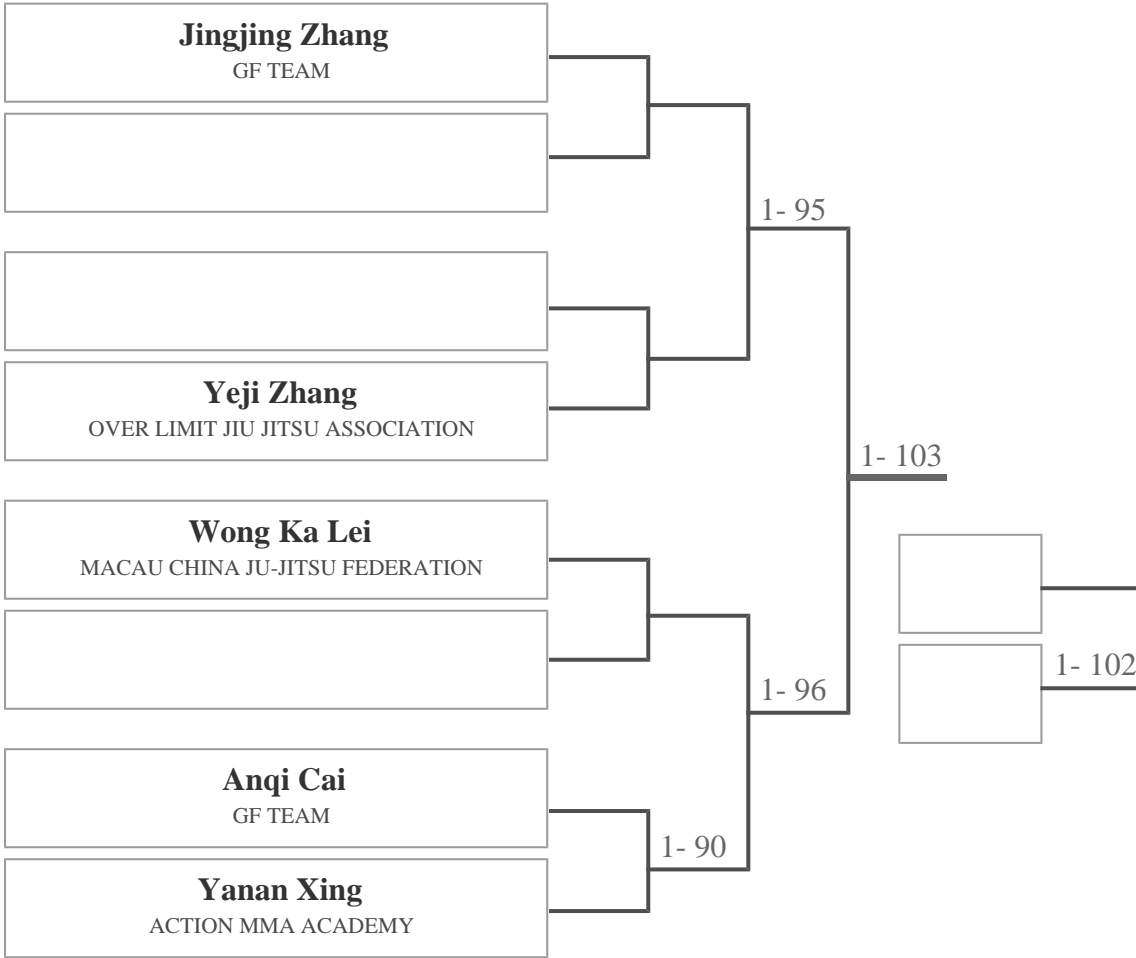 Jingjing Zhang
GF TEAM
1- 95
Yeji Zhang
OVER LIMIT JIU JITSU ASSOCIATION
1- 103
Wong Ka Lei
MACAU CHINA JU-JITSU FEDERATION
1- 102
1- 96
Anqi Cai
GF TEAM
1- 90
Yanan Xing
ACTION MMA ACADEMY